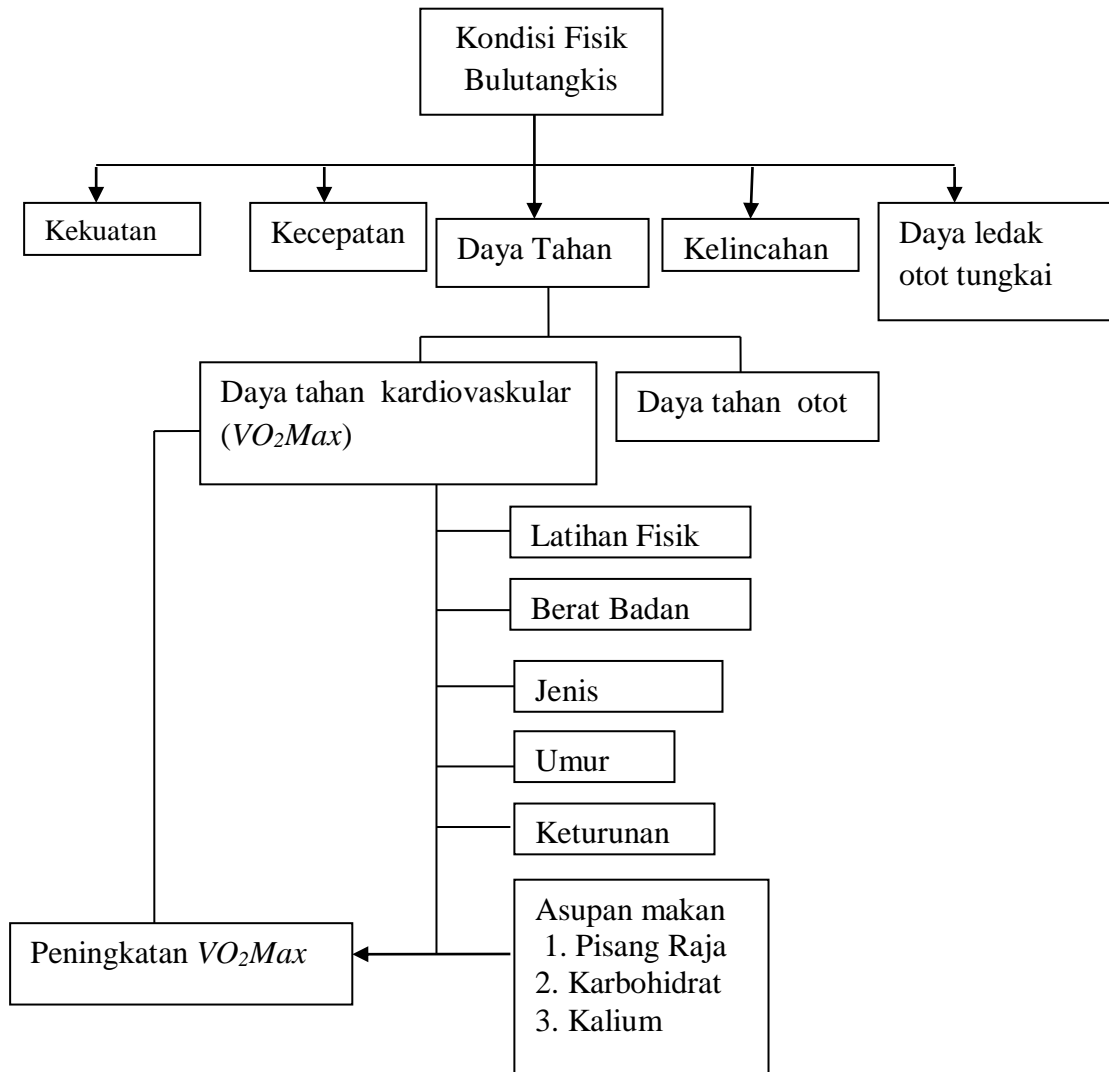 Kondisi Fisik
Bulutangkis
Kekuatan
Kecepatan
Daya Tahan
Kelincahan
Daya ledak
otot tungkai
Daya tahan kardiovaskular
(VO₂Max)
Daya tahan otot
Latihan Fisik
Berat Badan
Jenis
Umur
Keturunan
Asupan makan
1. Pisang Raja
2. Karbohidrat
3. Kalium
Peningkatan VO₂Max